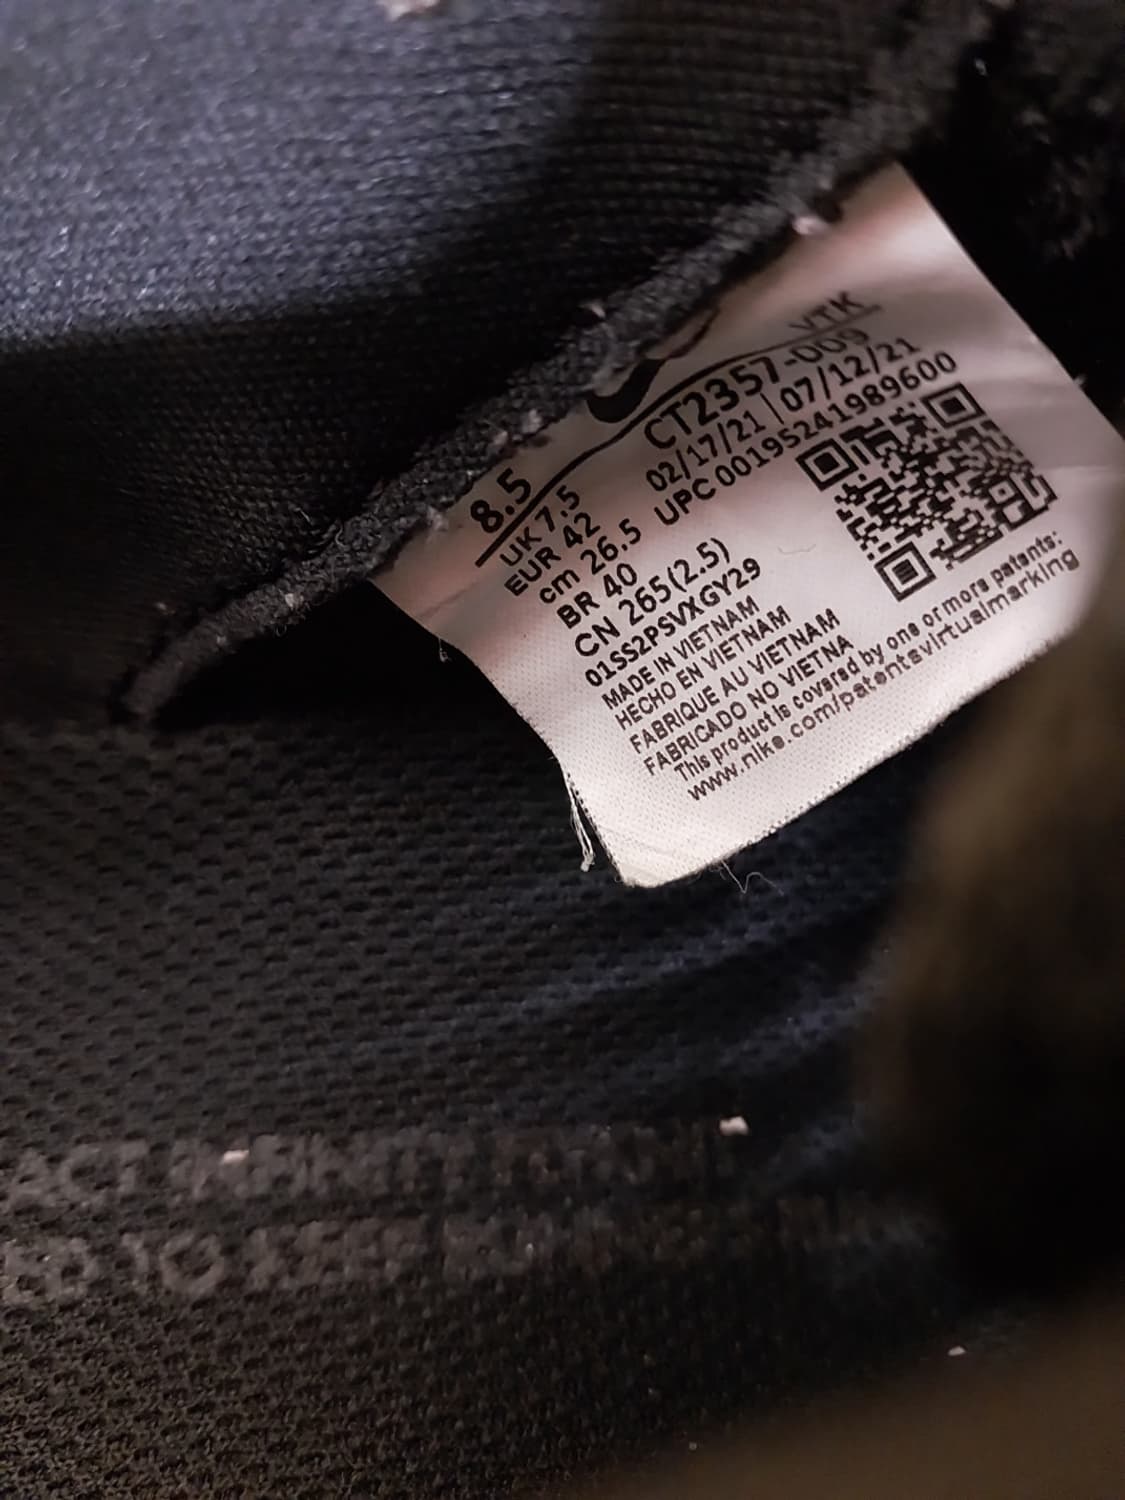 VTK
CT2357-009
02/17/21 | 07/12/21
UPC 00195241989600
8.5
UK 7.5
EUR 42
cm 26.5
BR 40
CN 265(2.5)
01SS2PSVXGY29
MADE IN VIETNAM
HECHO EN VIETNAM
FABRIQUE AU VIETNAM
FABRICADO NO VIETNA
This product is covered by one or more patents:
www.nike.com/patentsvirtualmarking